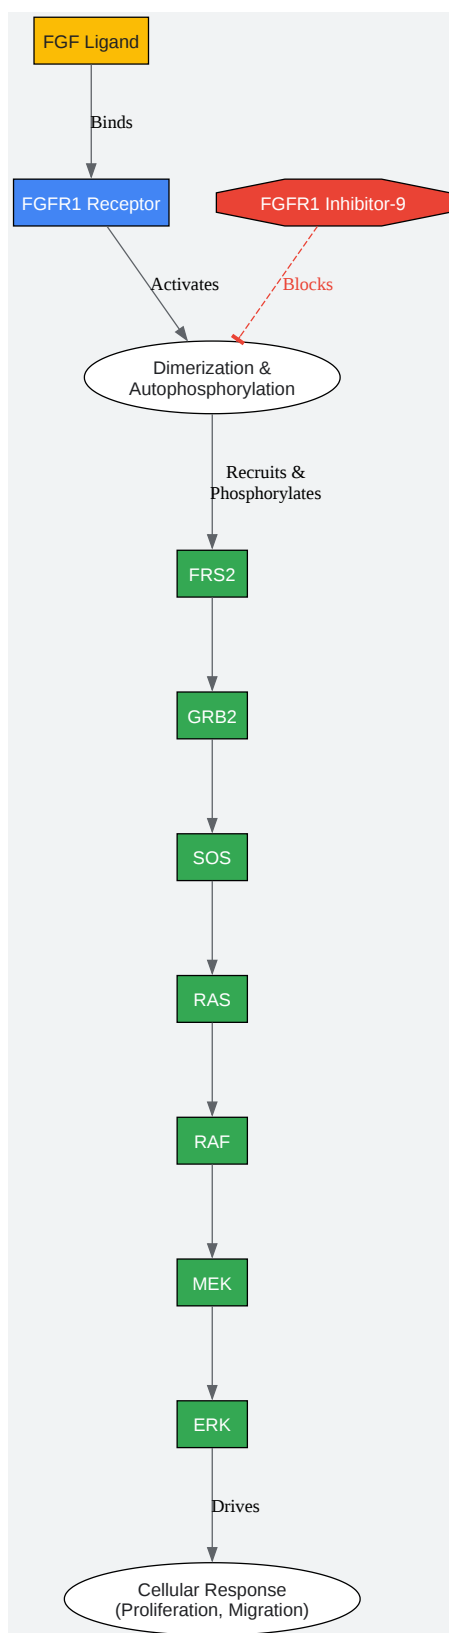 FGF Ligand
Binds
FGFR1 Receptor
FGFR1 Inhibitor-9
Activates
Blocks
Dimerization &
Autophosphorylation
Recruits &
Phosphorylates
FRS2
GRB2
SOS
RAS
RAF
MEK
ERK
Drives
Cellular Response
(Proliferation, Migration)